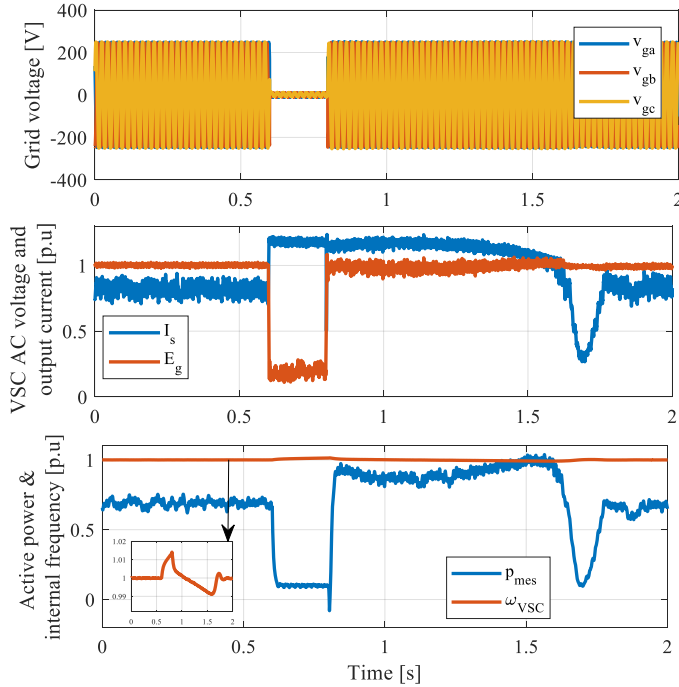 400
200
0
-200
-400
Grid voltage [V]
v_ga
v_gb
v_gc
0
0.5
1
1.5
2
1
0.5
0
VSC AC voltage and
output current [p.u]
I_s
E_g
0
0.5
1
1.5
2
1
0.5
0
Active power &
internal frequency [p.u]
1.02
1.01
1
0.99
0
0.5
1
1.5
2
p_mes
ω_VSC
0
0.5
1
1.5
2
Time [s]